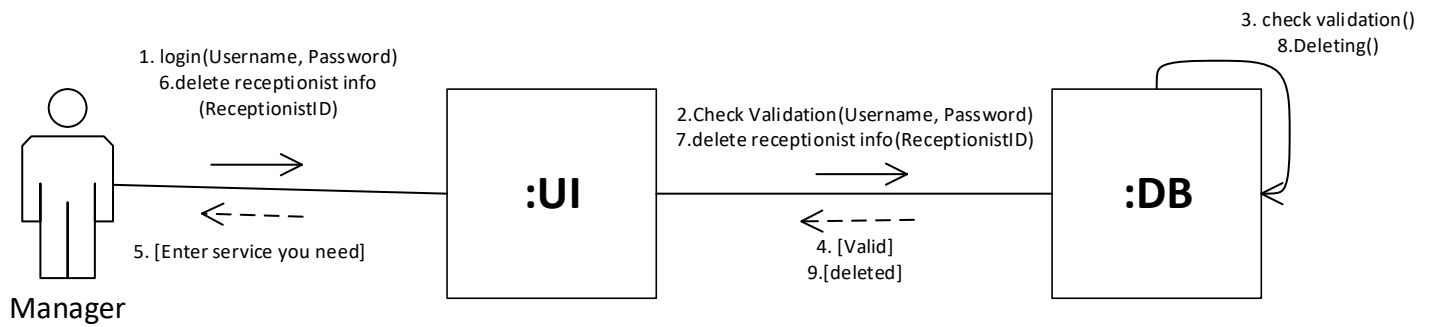 3. check validation()
8.Deleting()
1. login(Username, Password)
6.delete receptionist info
(ReceptionistID)
2.Check Validation(Username, Password)
7.delete receptionist info(ReceptionistID)
:UI
:DB
5. [Enter service you need]
4. [Valid]
9.[deleted]
Manager